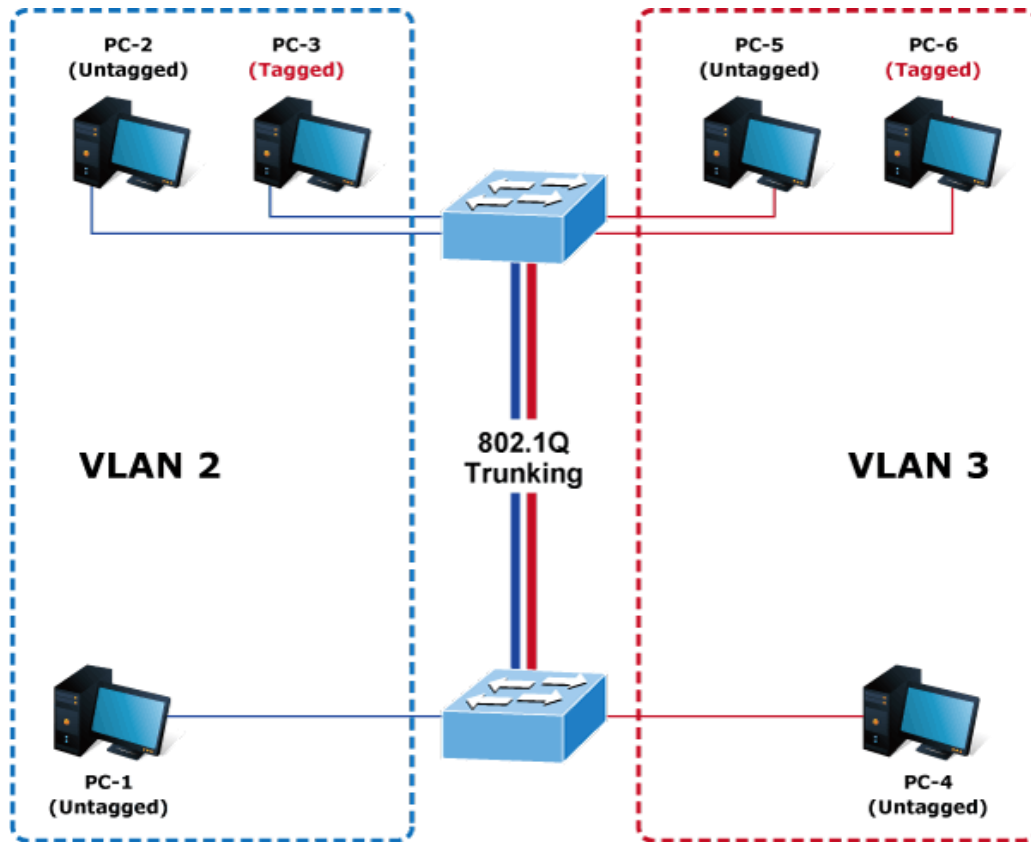 PC-2
(Untagged)
PC-3
(Tagged)
PC-5
(Untagged)
PC-6
(Tagged)
802.1Q
Trunking
VLAN 2
VLAN 3
PC-1
(Untagged)
PC-4
(Untagged)